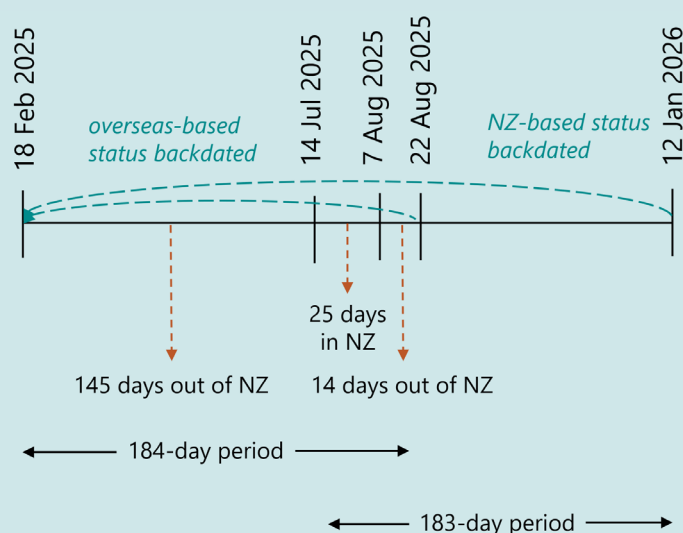 18 Feb 2025
14 Jul 2025
7 Aug 2025
22 Aug 2025
12 Jan 2026
overseas-based
status backdated
NZ-based status
backdated
25 days
in NZ
145 days out of NZ
14 days out of NZ
184-day period
183-day period